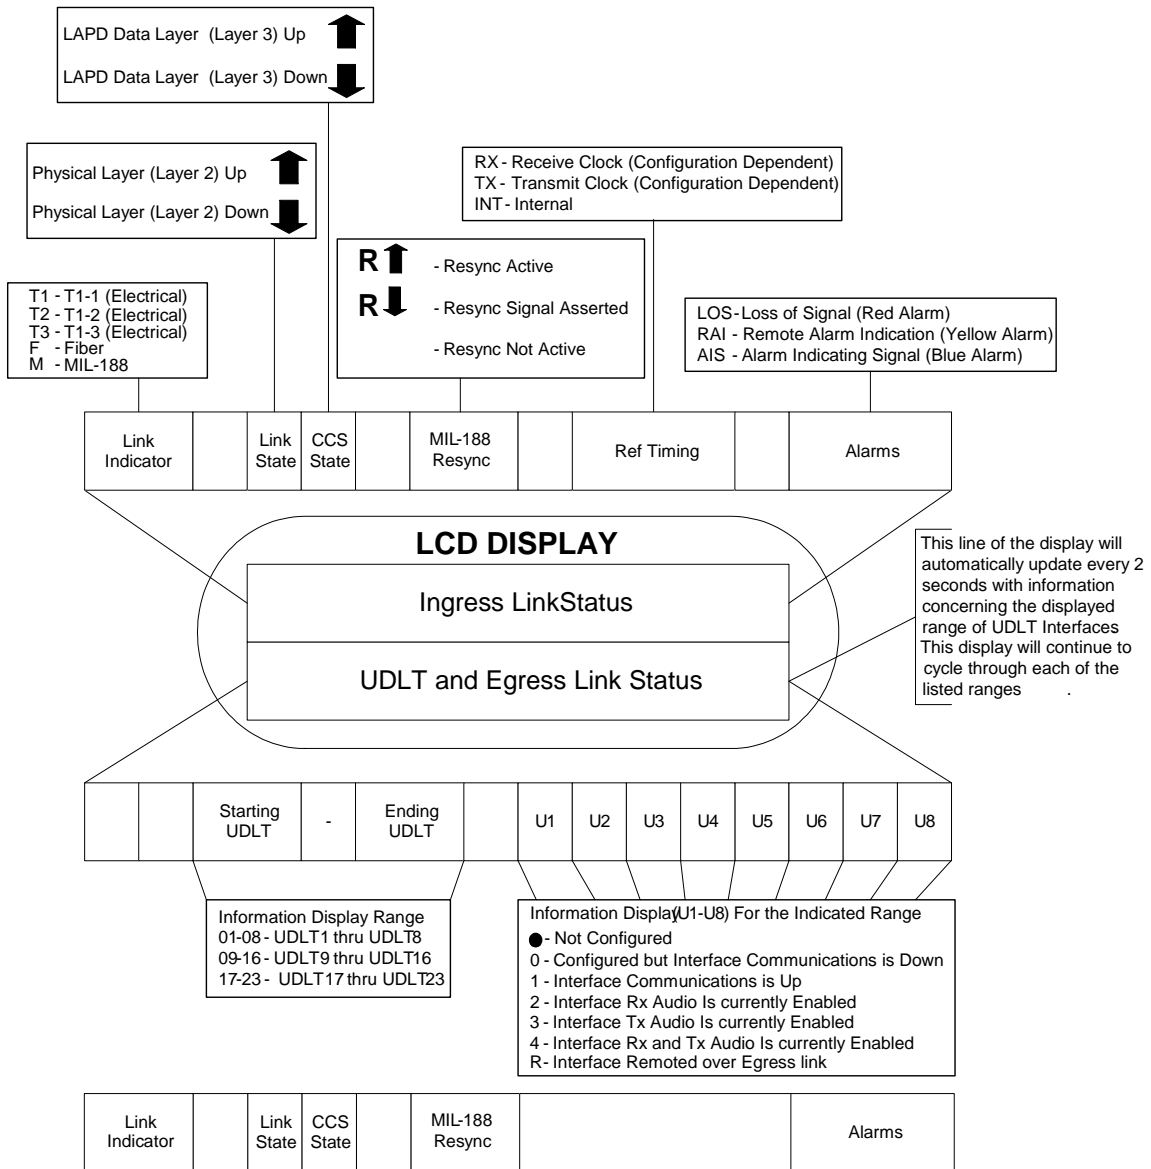 LAPD Data Layer (Layer 3) Up
LAPD Data Layer (Layer 3) Down
Physical Layer (Layer 2) Up
Physical Layer (Layer 2) Down
RX - Receive Clock (Configuration Dependent)
TX - Transmit Clock (Configuration Dependent)
INT - Internal
R - Resync Active
R - Resync Signal Asserted
- Resync Not Active
T1 - T1-1 (Electrical)
T2 - T1-2 (Electrical)
T3 - T1-3 (Electrical)
F - Fiber
M - MIL-188
LOS-Loss of Signal (Red Alarm)
RAI - Remote Alarm Indication (Yellow Alarm)
AIS - Alarm Indicating Signal (Blue Alarm)
Link
Indicator
Link
State
CCS
State
MIL-188
Resync
Ref Timing
Alarms
LCD DISPLAY
Ingress LinkStatus
UDLT and Egress Link Status
This line of the display will
automatically update every 2
seconds with information
concerning the displayed
range of UDLT Interfaces
This display will continue to
cycle through each of the
listed ranges .
Starting
UDLT
-
Ending
UDLT
U1
U2
U3
U4
U5
U6
U7
U8
Information Display Range
01-08 - UDLT1 thru UDLT8
09-16 - UDLT9 thru UDLT16
17-23 - UDLT17 thru UDLT23
Information Display(U1-U8) For the Indicated Range
●- Not Configured
0 - Configured but Interface Communications is Down
1 - Interface Communications is Up
2 - Interface Rx Audio Is currently Enabled
3 - Interface Tx Audio Is currently Enabled
4 - Interface Rx and Tx Audio Is currently Enabled
R- Interface Remoted over Egress link
Link
Indicator
Link
State
CCS
State
MIL-188
Resync
Alarms